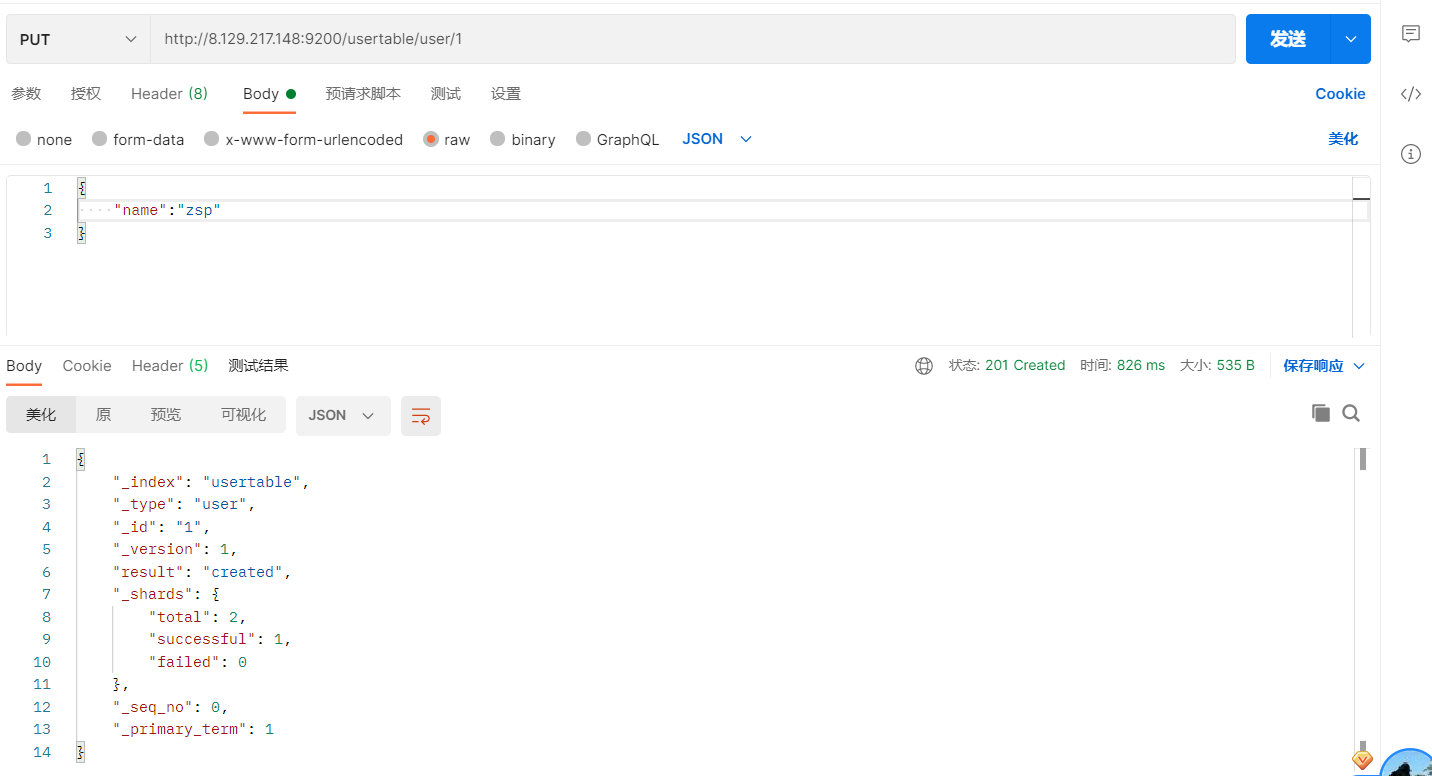 PUT http://8.129.217.148:9200/usertable/user/1 发送
参数 授权 Header (8) Body 预请求脚本 测试 设置 Cookie
none form-data x-www-form-urlencoded raw binary GraphQL JSON 美化
1 {
2 ····"name":"zsp"
3 }
Body Cookie Header (5) 测试结果 状态: 201 Created 时间: 826 ms 大小: 535 B 保存响应
美化 原 预览 可视化 JSON
1 {
2 "_index": "usertable",
3 "_type": "user",
4 "_id": "1",
5 "_version": 1,
6 "result": "created",
7 "_shards": {
8 "total": 2,
9 "successful": 1,
10 "failed": 0
11 },
12 "_seq_no": 0,
13 "_primary_term": 1
14 }